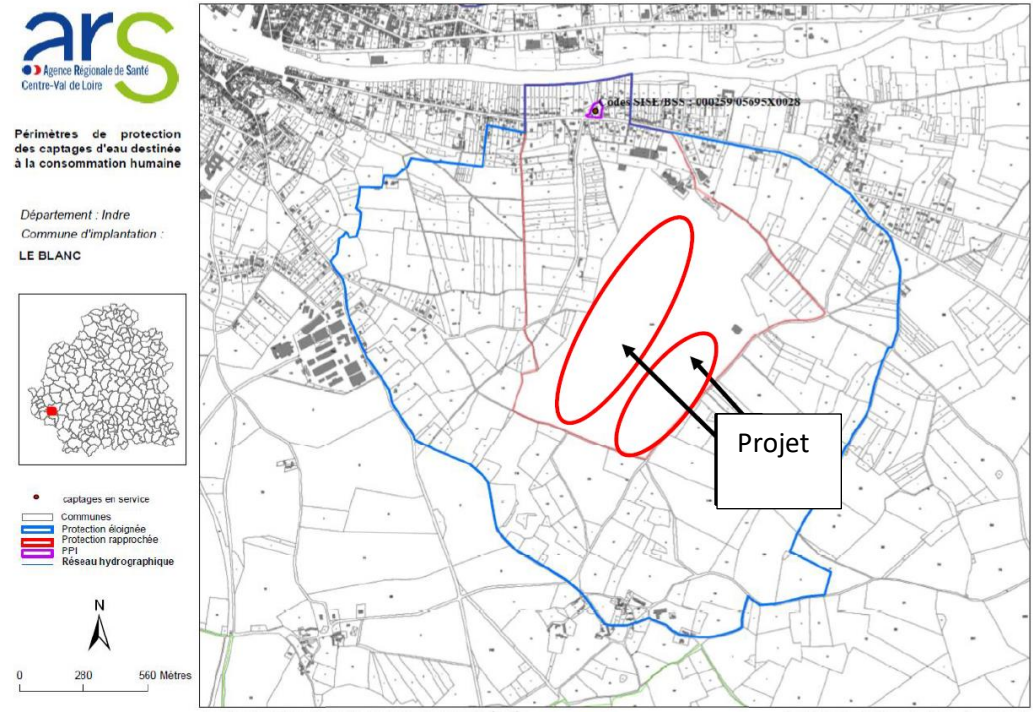 ars
Agence Régionale de Santé
Centre-Val de Loire
Périmètres de protection
des captages d'eau destinée
à la consommation humaine
Département : Indre
Commune d'implantation :
LE BLANC
captages en service
Communes
Protection éloignée
Protection rapprochée
PPI
Réseau hydrographique
N
0 280 560 Mètres
odes SISE/BSS : 000259/05695X0028
Projet